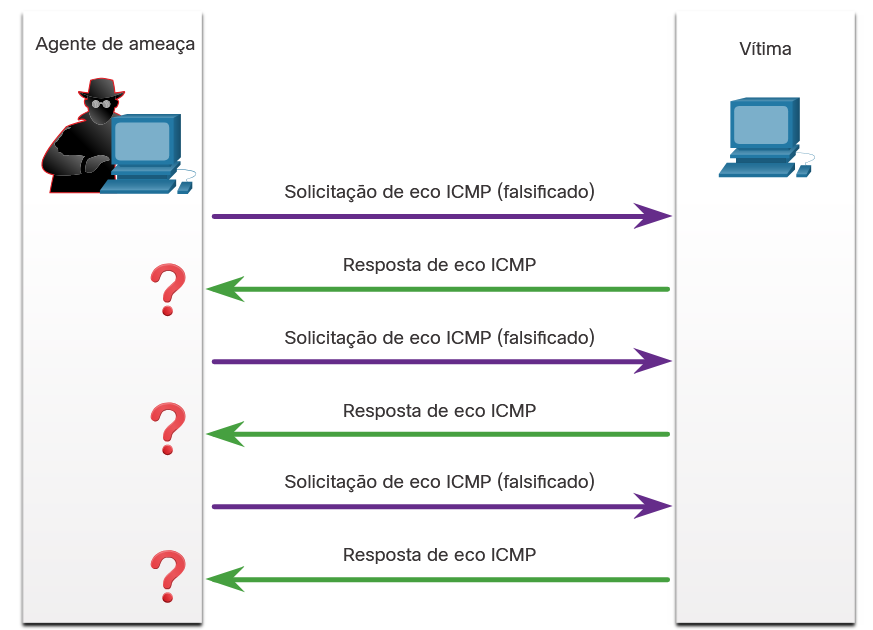 Agente de ameaça
Vítima
Solicitação de eco ICMP (falsificado)
Resposta de eco ICMP
Solicitação de eco ICMP (falsificado)
Resposta de eco ICMP
Solicitação de eco ICMP (falsificado)
Resposta de eco ICMP